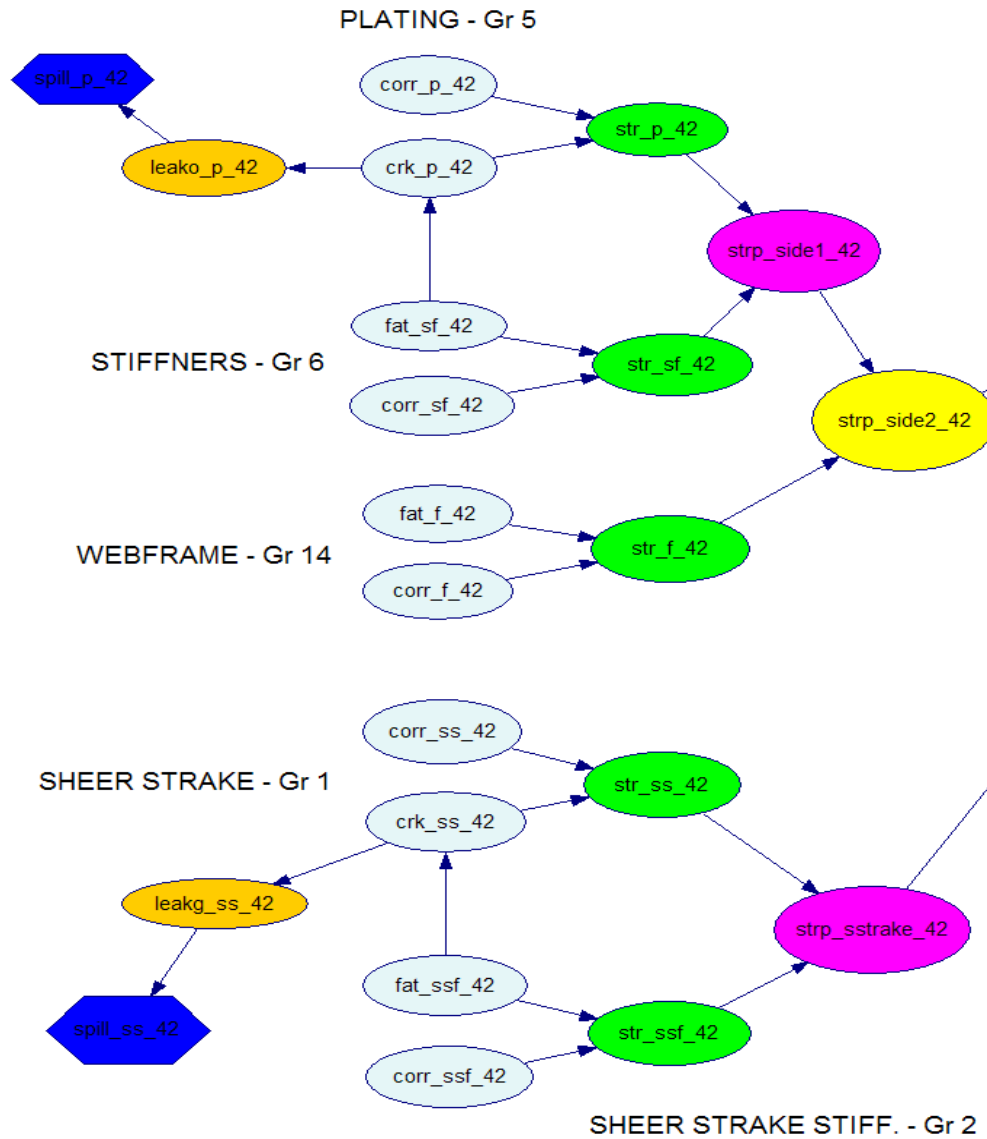 PLATING - Gr 5
spill_p_42
corr_p_42
str_p_42
leako_p_42
crk_p_42
strp_side1_42
fat_sf_42
STIFFNERS - Gr 6
str_sf_42
corr_sf_42
strp_side2_42
fat_f_42
WEBFRAME - Gr 14
str_f_42
corr_f_42
corr_ss_42
SHEER STRAKE - Gr 1
str_ss_42
crk_ss_42
leakg_ss_42
strp_sstrake_42
fat_ssf_42
spill_ss_42
str_ssf_42
corr_ssf_42
SHEER STRAKE STIFF. - Gr 2